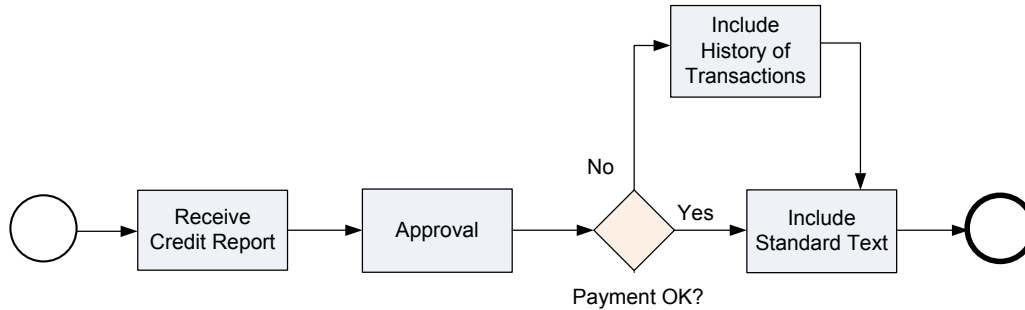 Include
History of
Transactions
No
Receive
Credit Report
Approval
Yes
Include
Standard Text
Payment OK?